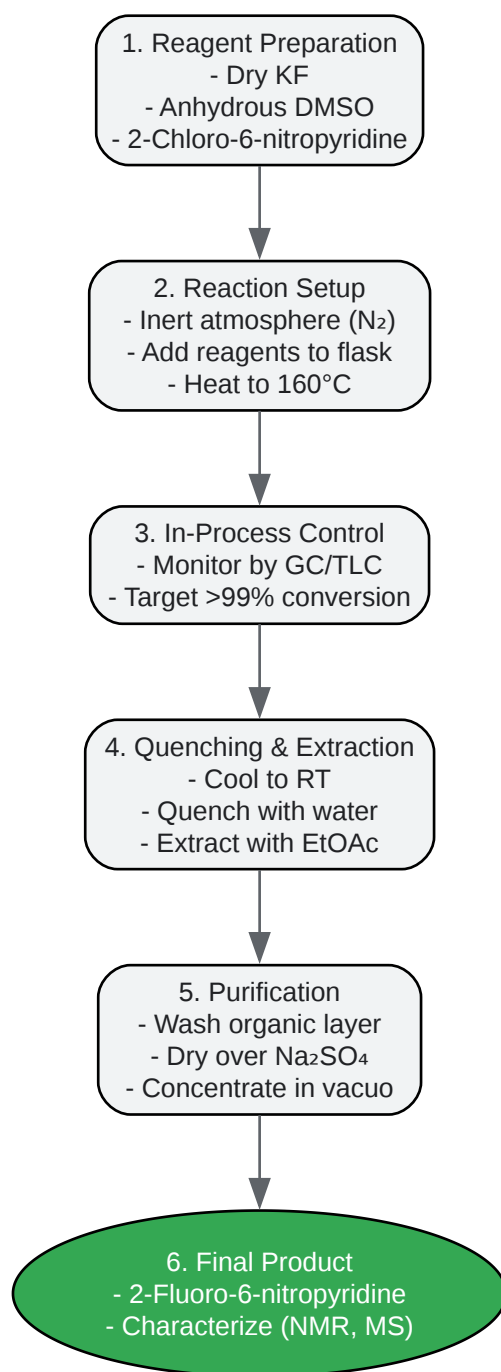 1. Reagent Preparation
- Dry KF
- Anhydrous DMSO
- 2-Chloro-6-nitropyridine
2. Reaction Setup
- Inert atmosphere (N₂)
- Add reagents to flask
- Heat to 160°C
3. In-Process Control
- Monitor by GC/TLC
- Target >99% conversion
4. Quenching & Extraction
- Cool to RT
- Quench with water
- Extract with EtOAc
5. Purification
- Wash organic layer
- Dry over Na₂SO₄
- Concentrate in vacuo
6. Final Product
- 2-Fluoro-6-nitropyridine
- Characterize (NMR, MS)